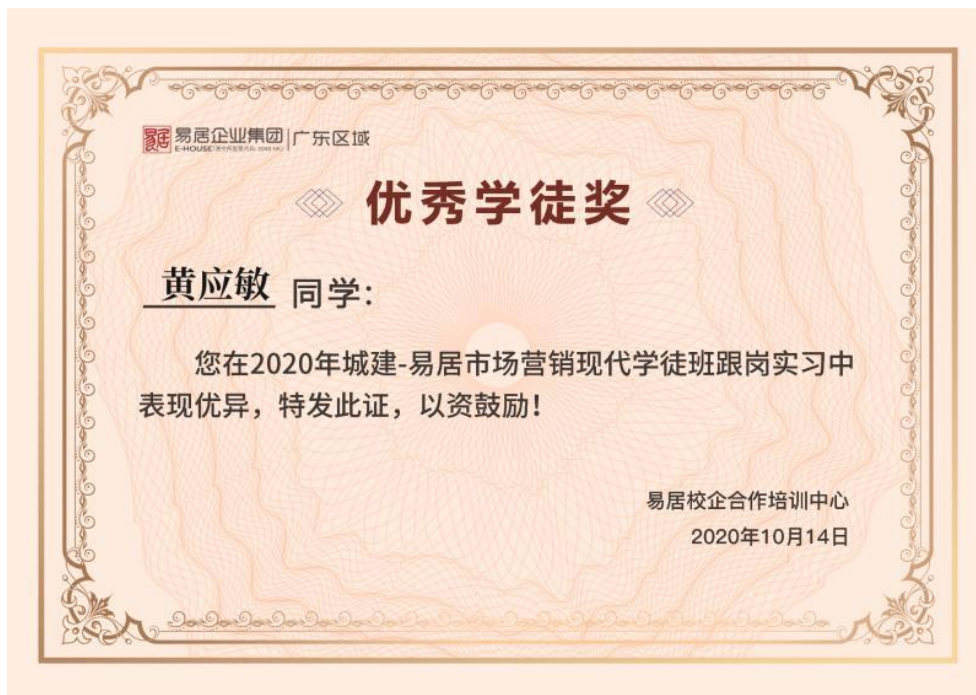 易居 易居企业集团 | 广东区域
E-HOUSE
优秀学徒奖
黄应敏 同学:
您在2020年城建-易居市场营销现代学徒班跟岗实习中
表现优异，特发此证，以资鼓励！
易居校企合作培训中心
2020年10月14日